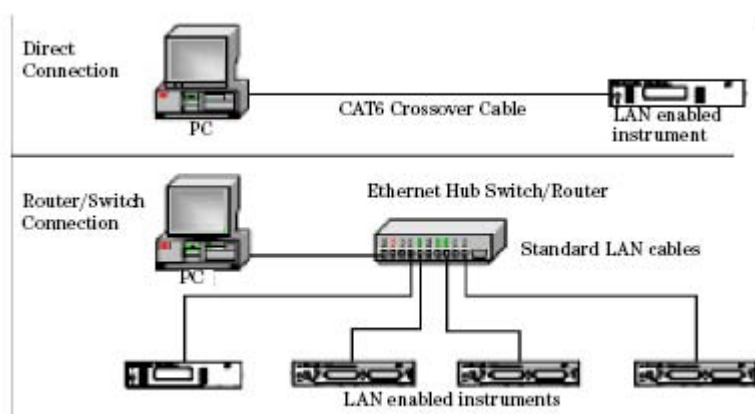 Direct
Connection
PC
CAT6 Crossover Cable
LAN enabled
instrument
Router/Switch
Connection
Ethernet Hub Switch/Router
PC
Standard LAN cables
LAN enabled instruments